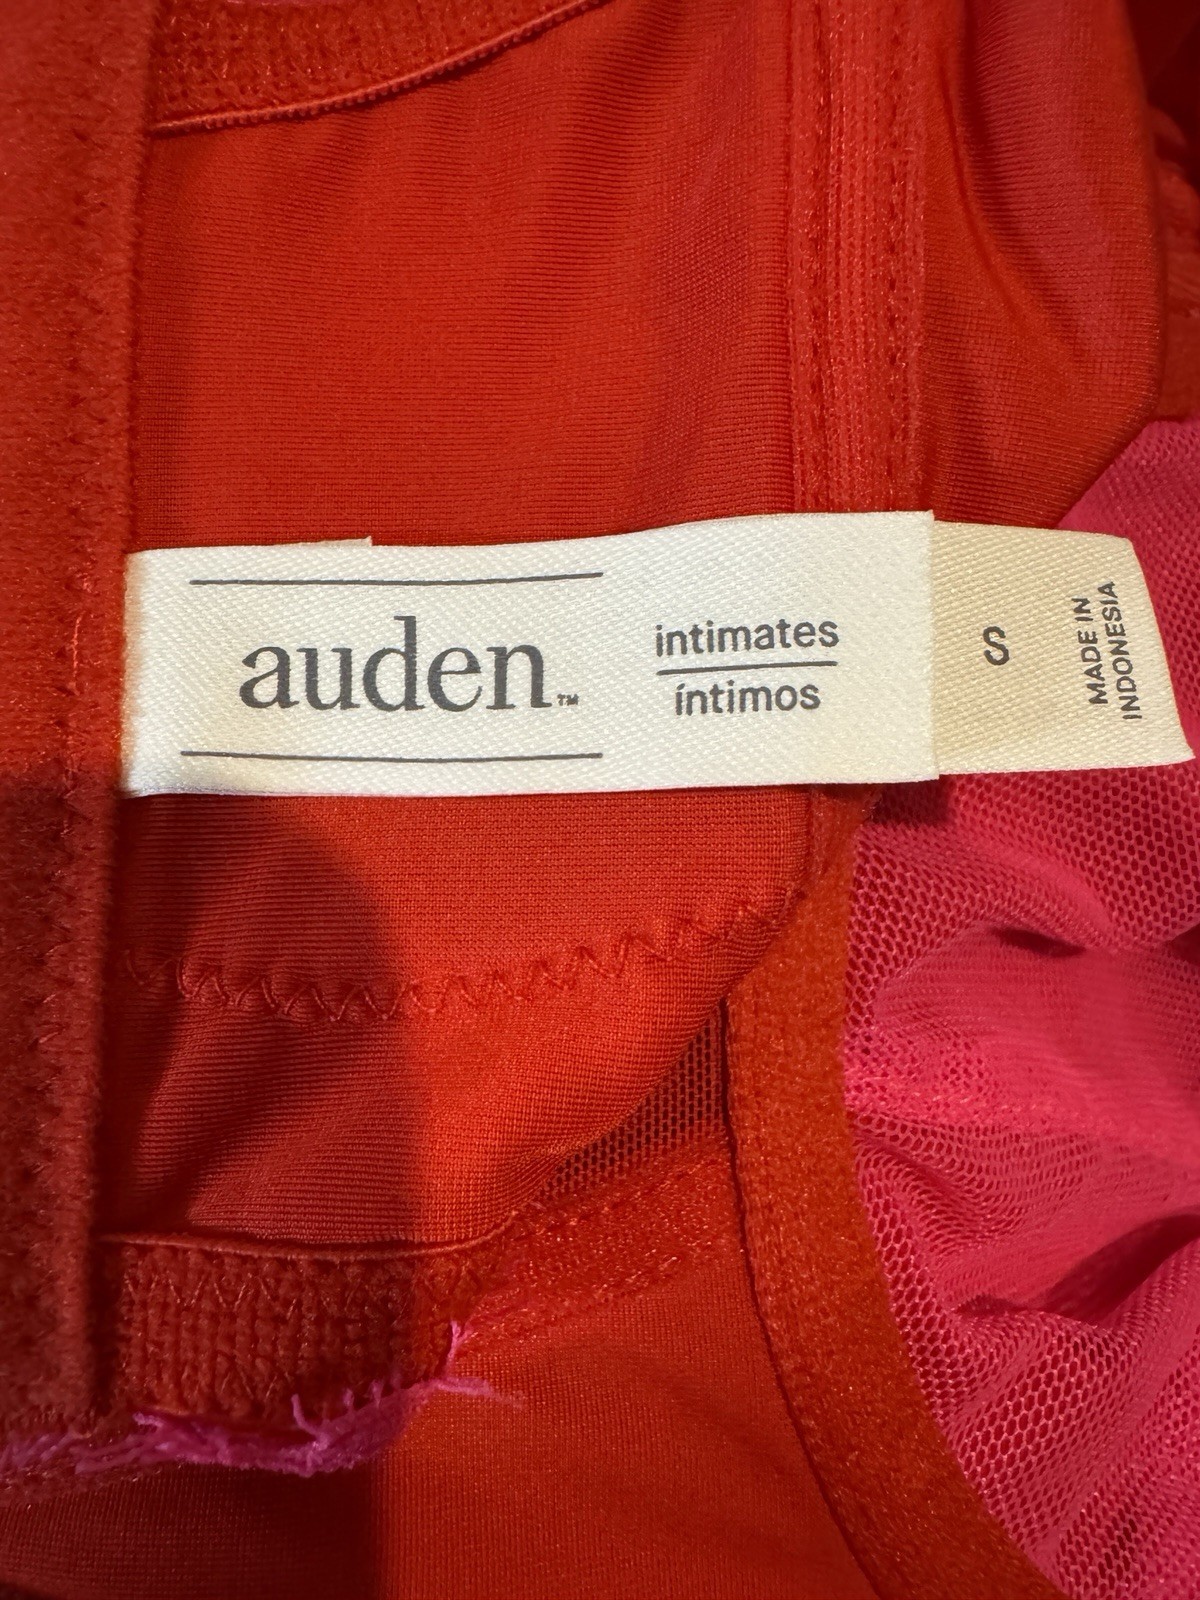 auden™
intimates
íntimos
S
MADE IN
INDONESIA